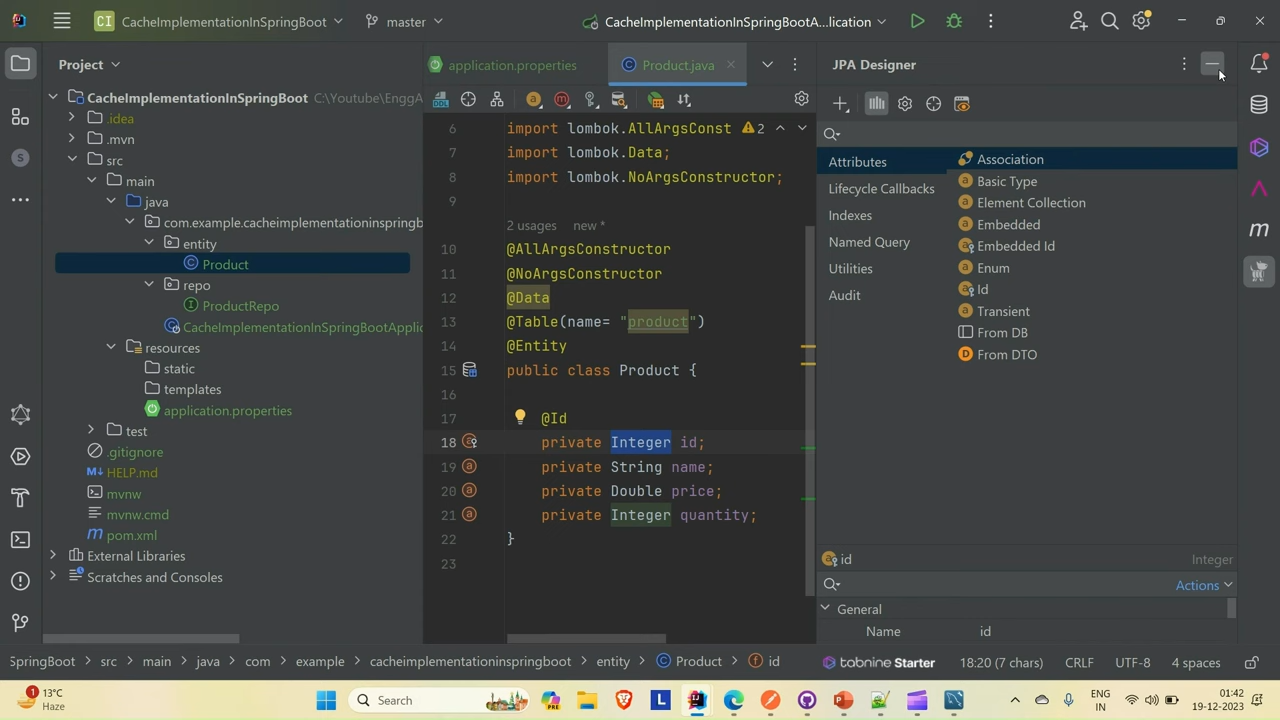 CI CacheImplementationInSpringBoot master CacheImplementationInSpringBootA...lication
Project
CacheImplementationInSpringBoot C:\Youtube\EnggA
.idea
.mvn
src
main
java
com.example.cacheimplementationinspringb
entity
Product
repo
ProductRepo
CacheImplementationInSpringBootApplic
resources
static
templates
application.properties
test
.gitignore
HELP.md
mvnw
mvnw.cmd
pom.xml
External Libraries
Scratches and Consoles
application.properties Product.java
DDL
6 import lombok.AllArgsConst 2
7 import lombok.Data;
8 import lombok.NoArgsConstructor;
9
2 usages new *
10 @AllArgsConstructor
11 @NoArgsConstructor
12 @Data
13 @Table(name= "product")
14 @Entity
15 public class Product {
16
17 @Id
18 private Integer id;
19 private String name;
20 private Double price;
21 private Integer quantity;
22 }
23
JPA Designer
Attributes
Lifecycle Callbacks
Indexes
Named Query
Utilities
Audit
Association
Basic Type
Element Collection
Embedded
Embedded Id
Enum
Id
Transient
From DB
From DTO
id Integer
Actions
General
Name id
SpringBoot src main java com example cacheimplementationinspringboot entity Product id tabnine Starter 18:20 (7 chars) CRLF UTF-8 4 spaces
1
13°C
Haze
Search
PRE
L
ENG
IN
01:42
19-12-2023